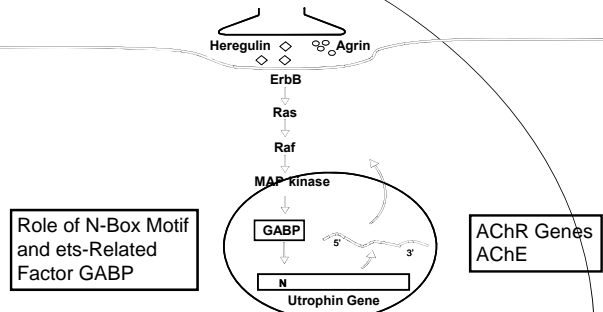 Heregulin
Agrin
ErbB
Ras
Raf
MAP kinase
GABP
5'
3'
N
Utrophin Gene
Role of N-Box Motif
and ets-Related
Factor GABP
AChR Genes
AChE